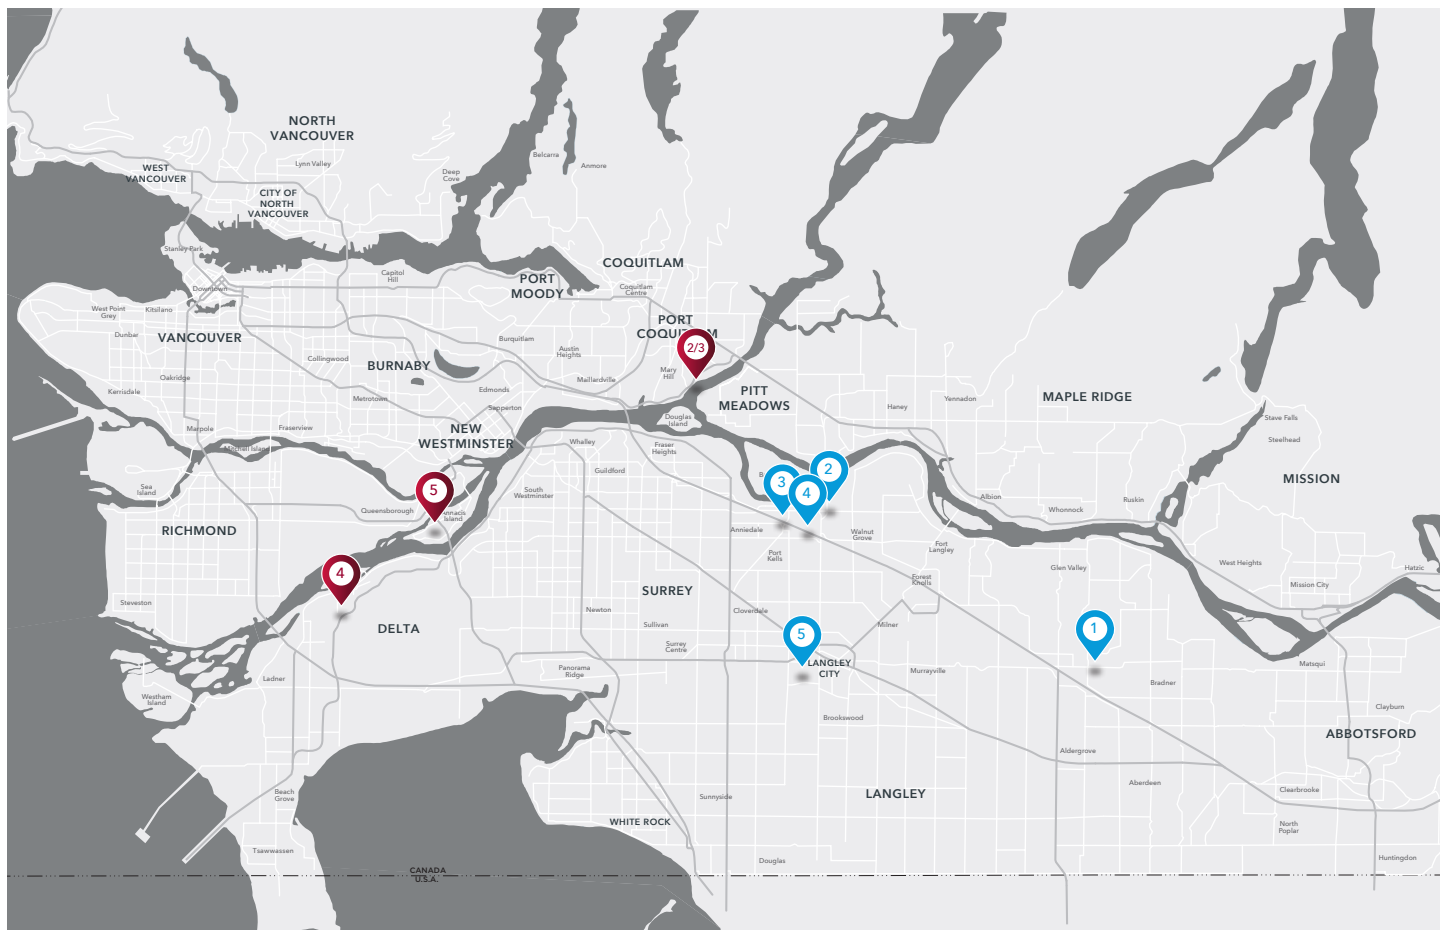 NORTH
VANCOUVER
Lynn Valley
WEST
VANCOUVER
CITY OF
NORTH
VANCOUVER
Deep
Cove
Belcarra
Anmore
Stanley Park
Downtown
Capitol
Hill
COQUITLAM
PORT
MOODY
Coquitlam
Centre
West Point
Grey
Kitsilano
Dunbar
VANCOUVER
Collingwood
BURNABY
Burquitlam
Austin
Heights
PORT
COQUITLAM
2/3
Mary
Hill
Maillardville
Oakridge
Kerrisdale
Metrotown
Edmonds
Sapperton
PITT
MEADOWS
Douglas
Island
Haney
Yennadon
MAPLE RIDGE
Stave Falls
Steelhead
Marpole
Fraserview
Mitchell Island
NEW
WESTMINSTER
Whalley
Fraser
Heights
Guildford
South
Westminster
MISSION
Sea
Island
5
Annacis
Island
Queensborough
B
3
4
2
Albion
Whonnock
Ruskin
RICHMOND
Anniedale
Walnut
Grove
Port
Kells
Fort
Langley
Glen Valley
West Heights
Mission City
Hatzic
4
Forest
Knolls
SURREY
Steveston
DELTA
Newton
Cloverdale
Sullivan
Milner
Surrey
Centre
5
LANGLEY
CITY
1
Matsqui
Murrayville
Bradner
Panorama
Ridge
Ladner
Westham
Island
Brookswood
Clayburn
ABBOTSFORD
Aldergrove
Aberdeen
Clearbrooke
Beach
Grove
Sunnyside
LANGLEY
WHITE ROCK
North
Poplar
Tsawwassen
Douglas
Huntingdon
CANADA
U.S.A.